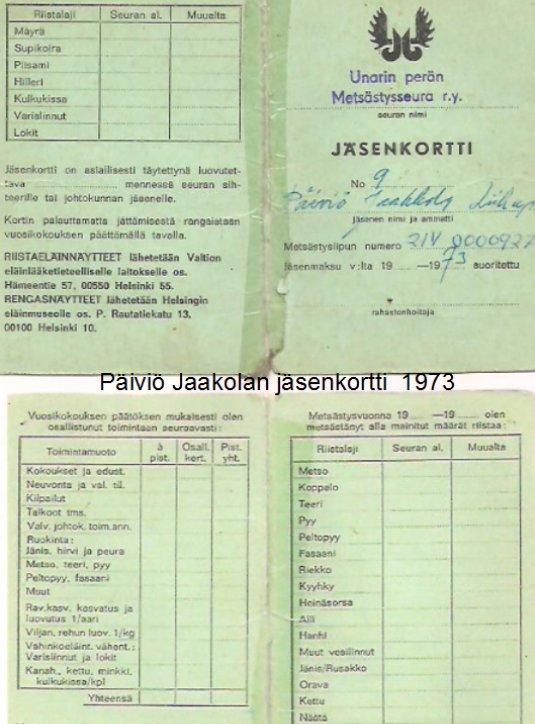 Riistalaji Seuran al. Muualta
Mäyrä
Supikoira
Piisami
Hilleri
Kulkukissa
Varislinnut
Lokit
Jäsenkortti on asiallisesti täytettynä luovutet-
tava mennessä seuran sih-
teerille tai johtokunnan jäsenelle.
Kortin palauttamatta jättämisestä rangaistaan
vuosikokouksen päättämällä tavalla.
RIISTAELÄINNÄYTTEET lähetetään Valtion
eläinlääketieteelliselle laitokselle os.
Hämeentie 57, 00550 Helsinki 55.
RENGASNÄYTTEET lähetetään Helsingin
eläinmuseolle os. P. Rautatiekatu 13,
00100 Helsinki 10.
Unarin perän
Metsästysseura r.y.
seuran nimi
JÄSENKORTTI
No 9
Päiviö Jaakkola
Jäsenen nimi ja ammatti
Metsästyslipun numero 21V 0000927
Jäsenmaksu v:lta 19 —1973 suoritettu
rahastonhoitaja
Päiviö Jaakolan jäsenkortti 1973
Vuosikokouksen päätöksen mukaisesti olen
osallistunut toimintaan seuraavasti:
Toimintamuoto à pist. Osall. kert. Pist. yht.
Kokoukset ja edust.
Neuvonta ja val. til.
Kilpailut
Talkoot tms.
Valv. johtok. toim.ann.
Ruokinta:
Jänis, hirvi ja peura
Metso, teeri, pyy
Peltopyy, fasaani
Muut
Rav.kasv. kasvatus ja
luovutus 1/aari
Viljan, rehun luov. 1/kg
Vahinkoeläint. vähent.:
Varislinnut ja lokit
Kanah., kettu, minkki,
kulkukissa/kpl
Yhteensä
Metsästysvuonna 19 —19 olen
metsästänyt alla mainitut määrät riistaa:
Riistalaji Seuran al. Muualta
Metso
Koppelo
Teeri
Pyy
Peltopyy
Fasaani
Riekko
Kyyhky
Heinäsorsa
Alli
Hanhi
Muut vesilinnut
Jänis/Rusakko
Orava
Kettu
Näätä